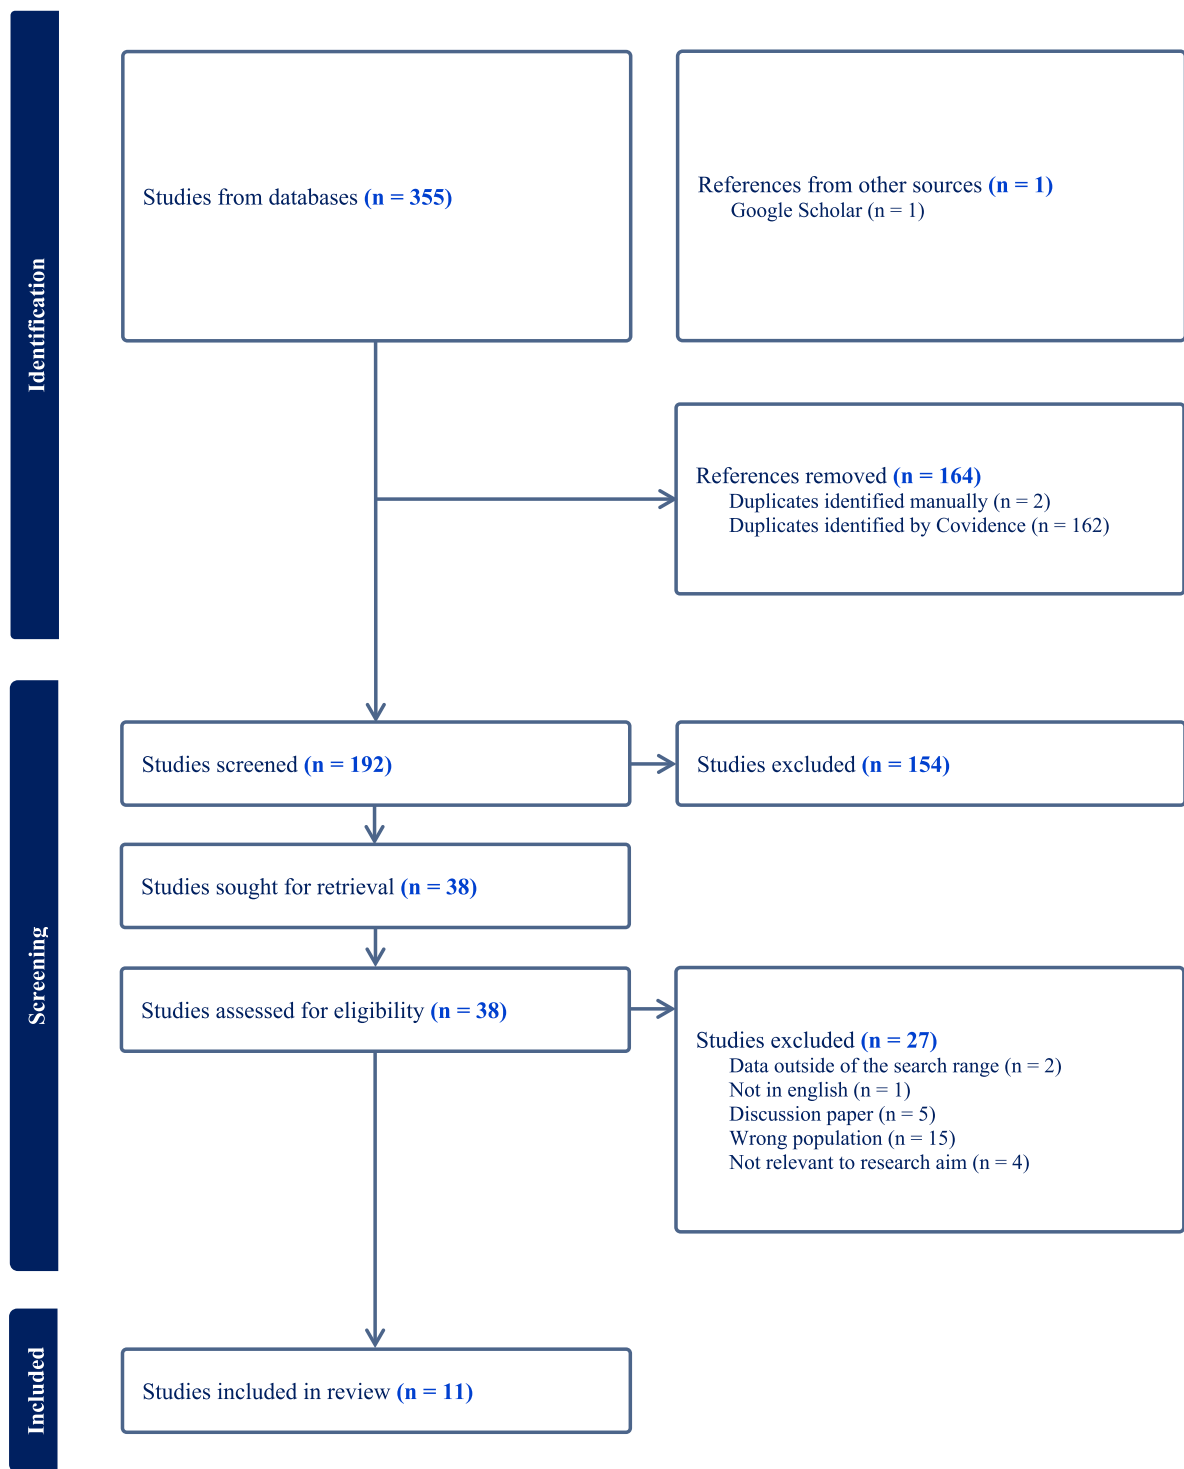 Identification
Studies from databases (n = 355)
References from other sources (n = 1)
Google Scholar (n = 1)
References removed (n = 164)
Duplicates identified manually (n = 2)
Duplicates identified by Covidence (n = 162)
Screening
Studies screened (n = 192)
Studies excluded (n = 154)
Studies sought for retrieval (n = 38)
Studies assessed for eligibility (n = 38)
Studies excluded (n = 27)
Data outside of the search range (n = 2)
Not in english (n = 1)
Discussion paper (n = 5)
Wrong population (n = 15)
Not relevant to research aim (n = 4)
Included
Studies included in review (n = 11)